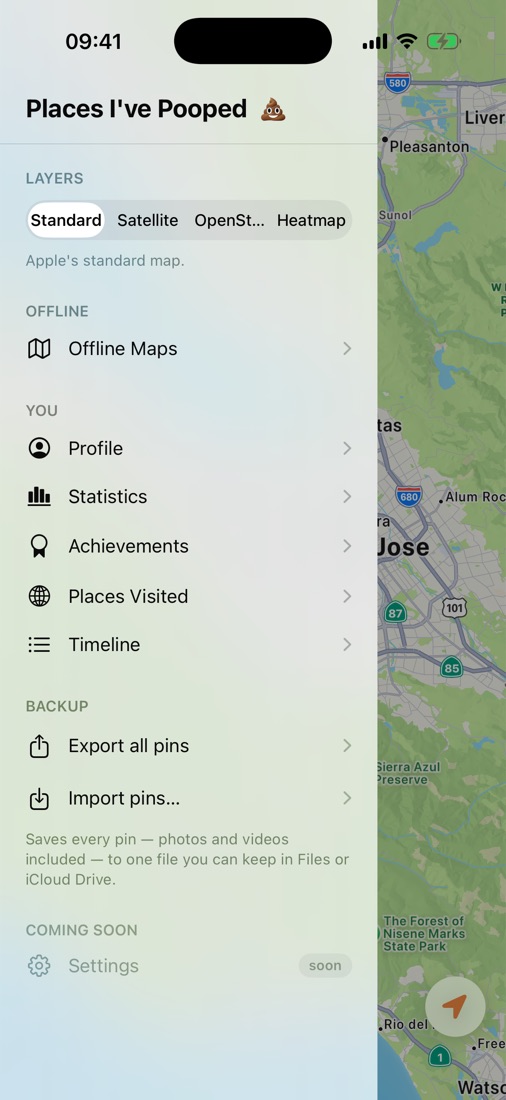 09:41
Places I've Pooped 💩
LAYERS
Standard
Satellite
OpenSt...
Heatmap
Apple's standard map.
OFFLINE
Offline Maps
YOU
Profile
Statistics
Achievements
Places Visited
Timeline
BACKUP
Export all pins
Import pins...
Saves every pin — photos and videos
included — to one file you can keep in Files or
iCloud Drive.
COMING SOON
Settings
soon
580
Liver
Pleasanton
Sunol
W
R
P
tas
680
Alum Roc
ra
Jose
87
101
85
Sierra Azul
Preserve
The Forest of
Nisene Marks
State Park
Rio del
Free
1
Wats